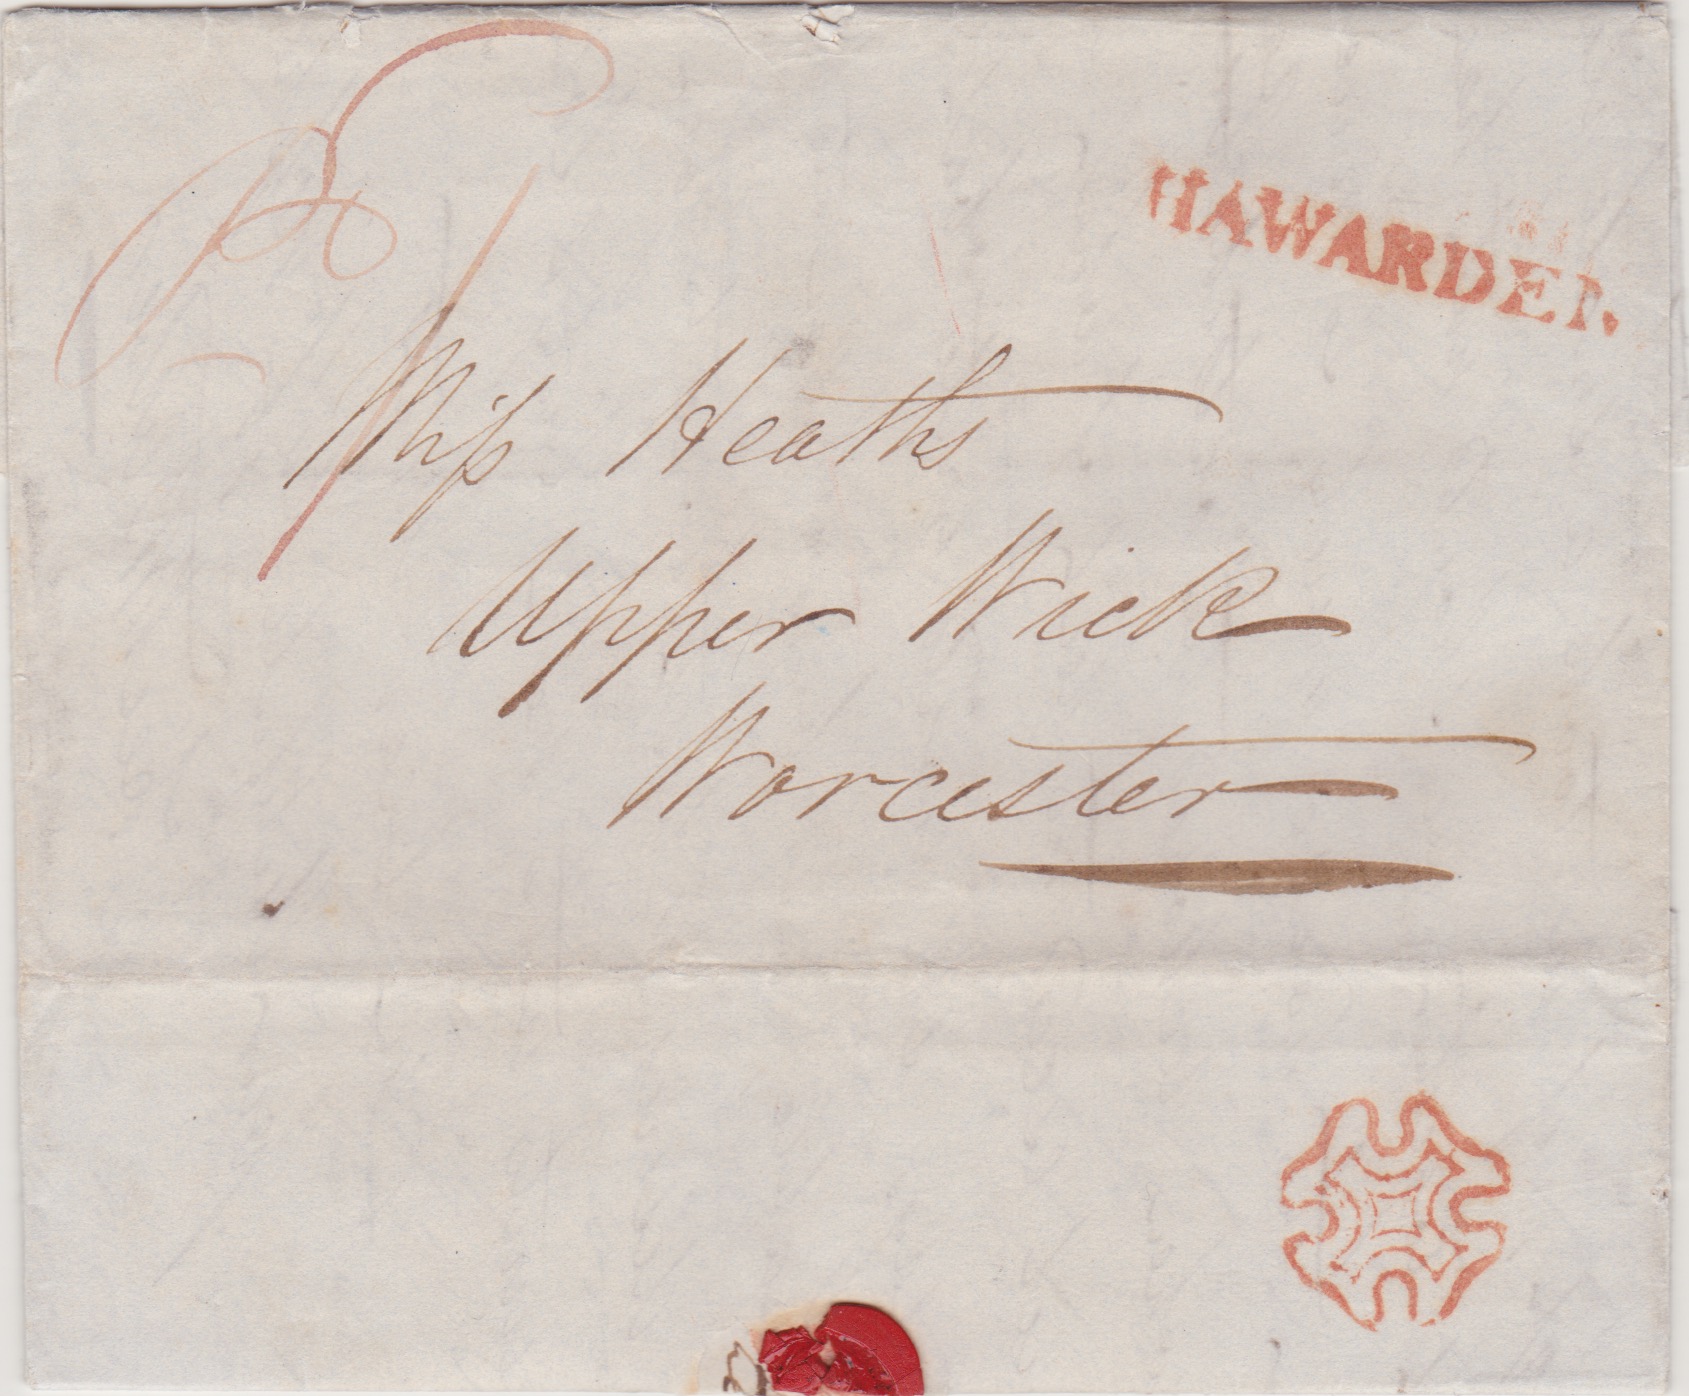 HAWARDEN.
Miſs Heaths
Upper Wick
Worcester